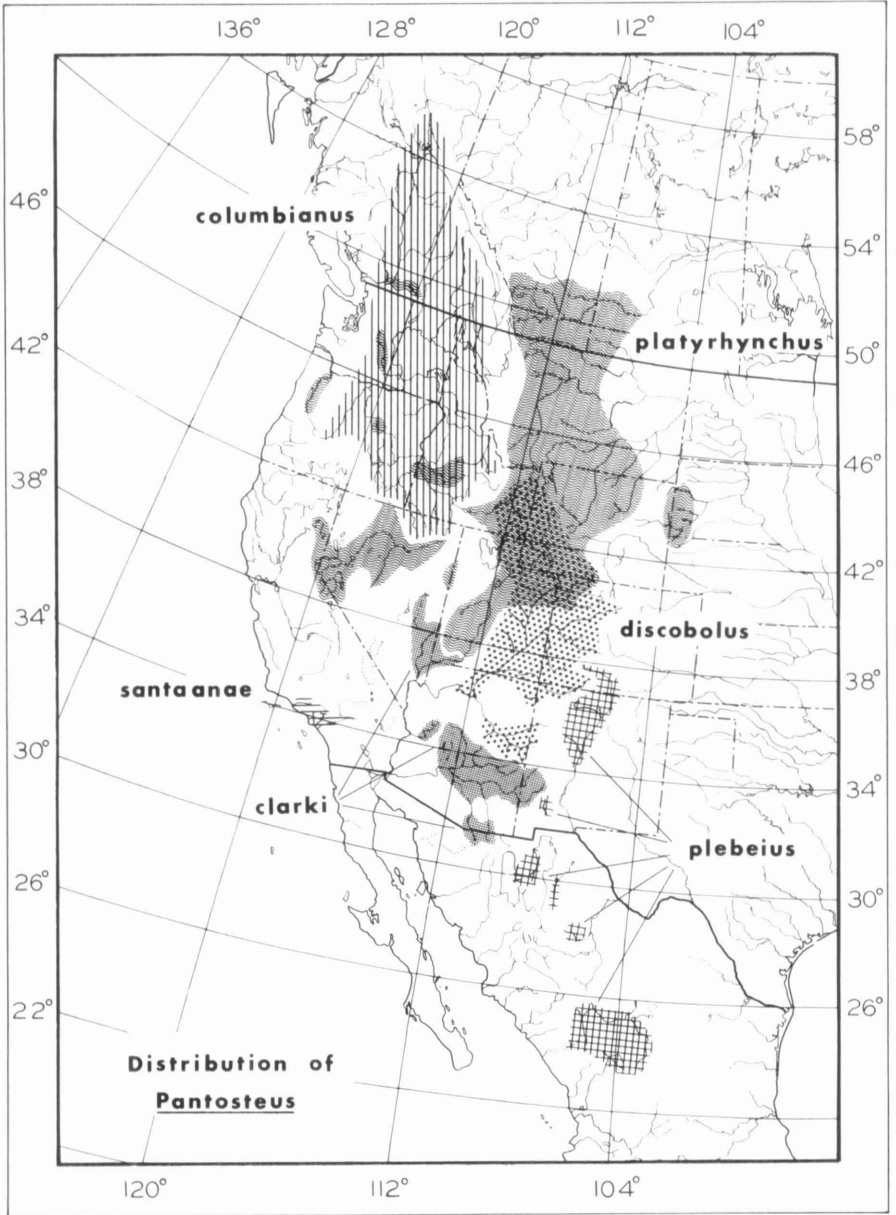 136° 128° 120° 112° 104°
58°
46°
columbianus
54°
42°
platyrhynchus
50°
38°
46°
42°
34°
discobolus
santaanae
38°
30°
34°
clarki
plebeius
26°
30°
22°
26°
Distribution of
Pantosteus
120° 112° 104°